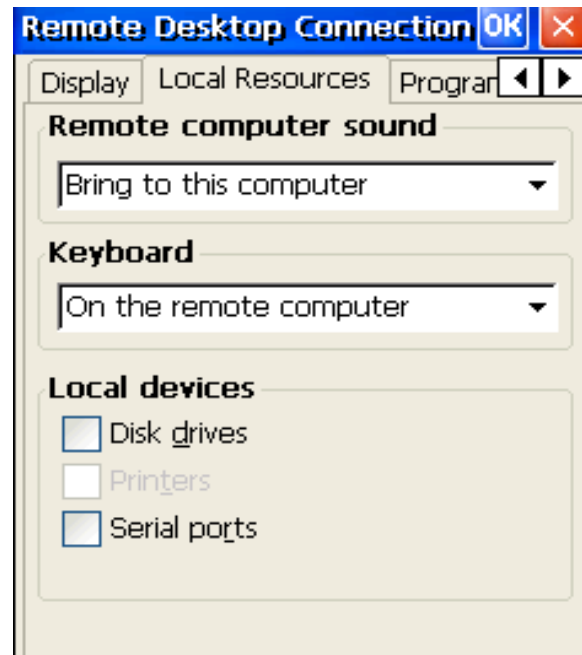 Remote Desktop Connection OK
Display Local Resources Progran
Remote computer sound
Bring to this computer
Keyboard
On the remote computer
Local devices
Disk drives
Printers
Serial ports